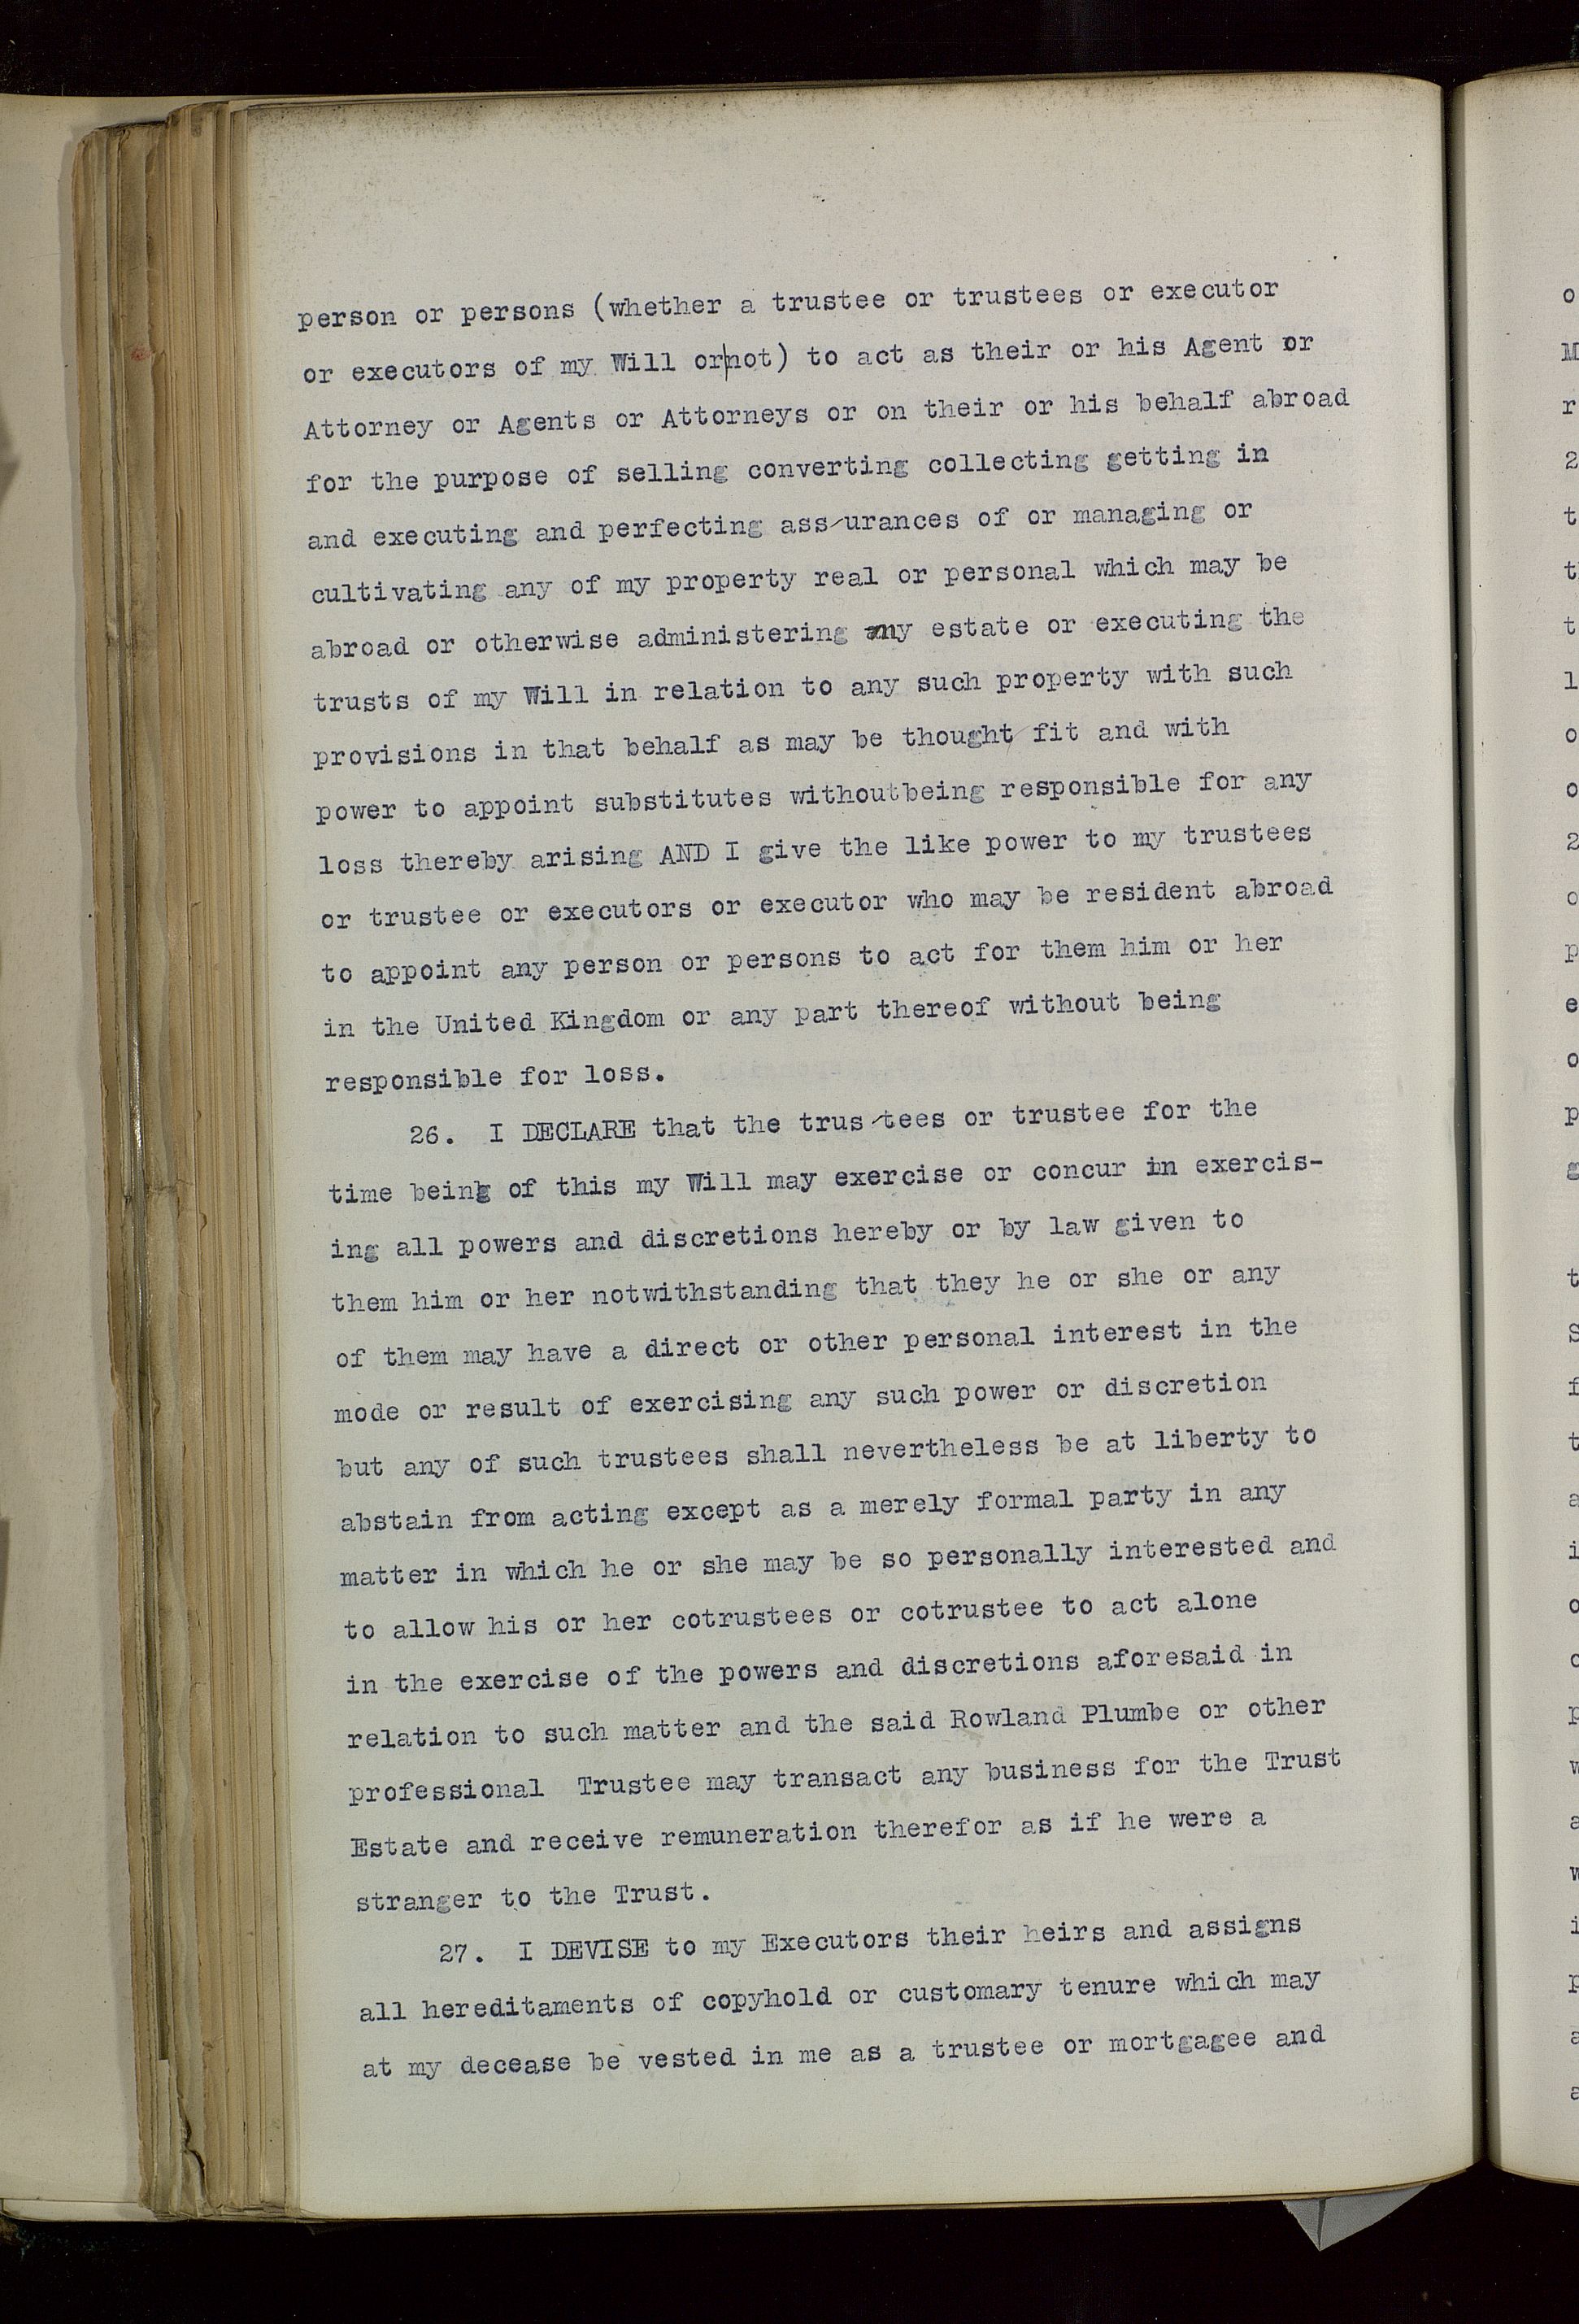 person or persons (whether a trustee or trustees or executor
or executors of my Will or|not) to act as their or his Agent or
Attorney or Agents or Attorneys or on their or his behalf abroad
for the purpose of selling converting collecting getting in
and executing and perfecting ass-urances of or managing or
cultivating any of my property real or personal which may be
abroad or otherwise administering my estate or executing the
trusts of my Will in relation to any such property with such
provisions in that behalf as may be thought fit and with
power to appoint substitutes without being responsible for any
loss thereby arising AND I give the like power to my trustees
or trustee or executors or executor who may be resident abroad
to appoint any person or persons to act for them him or her
in the United Kingdom or any part thereof without being
responsible for loss.
26. I DECLARE that the trus-tees or trustee for the
time being of this my Will may exercise or concur in exercis-
ing all powers and discretions hereby or by law given to
them him or her notwithstanding that they he or she or any
of them may have a direct or other personal interest in the
mode or result of exercising any such power or discretion
but any of such trustees shall nevertheless be at liberty to
abstain from acting except as a merely formal party in any
matter in which he or she may be so personally interested and
to allow his or her cotrustees or cotrustee to act alone
in the exercise of the powers and discretions aforesaid in
relation to such matter and the said Rowland Plumbe or other
professional Trustee may transact any business for the Trust
Estate and receive remuneration therefor as if he were a
stranger to the Trust.
27. I DEVISE to my Executors their heirs and assigns
all hereditaments of copyhold or customary tenure which may
at my decease be vested in me as a trustee or mortgagee and